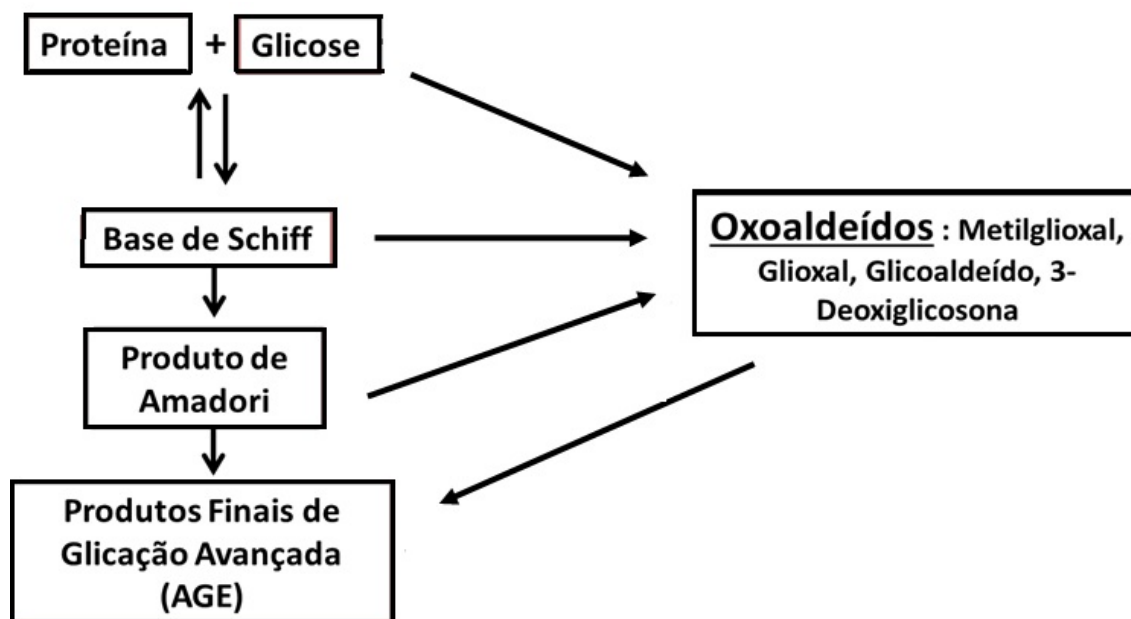 Proteína + Glicose
Base de Schiff
Oxoaldeídos : Metilglioxal,
Glioxal, Glicoaldeído, 3-
Deoxiglicosona
Produto de
Amadori
Produtos Finais de
Glicação Avançada
(AGE)